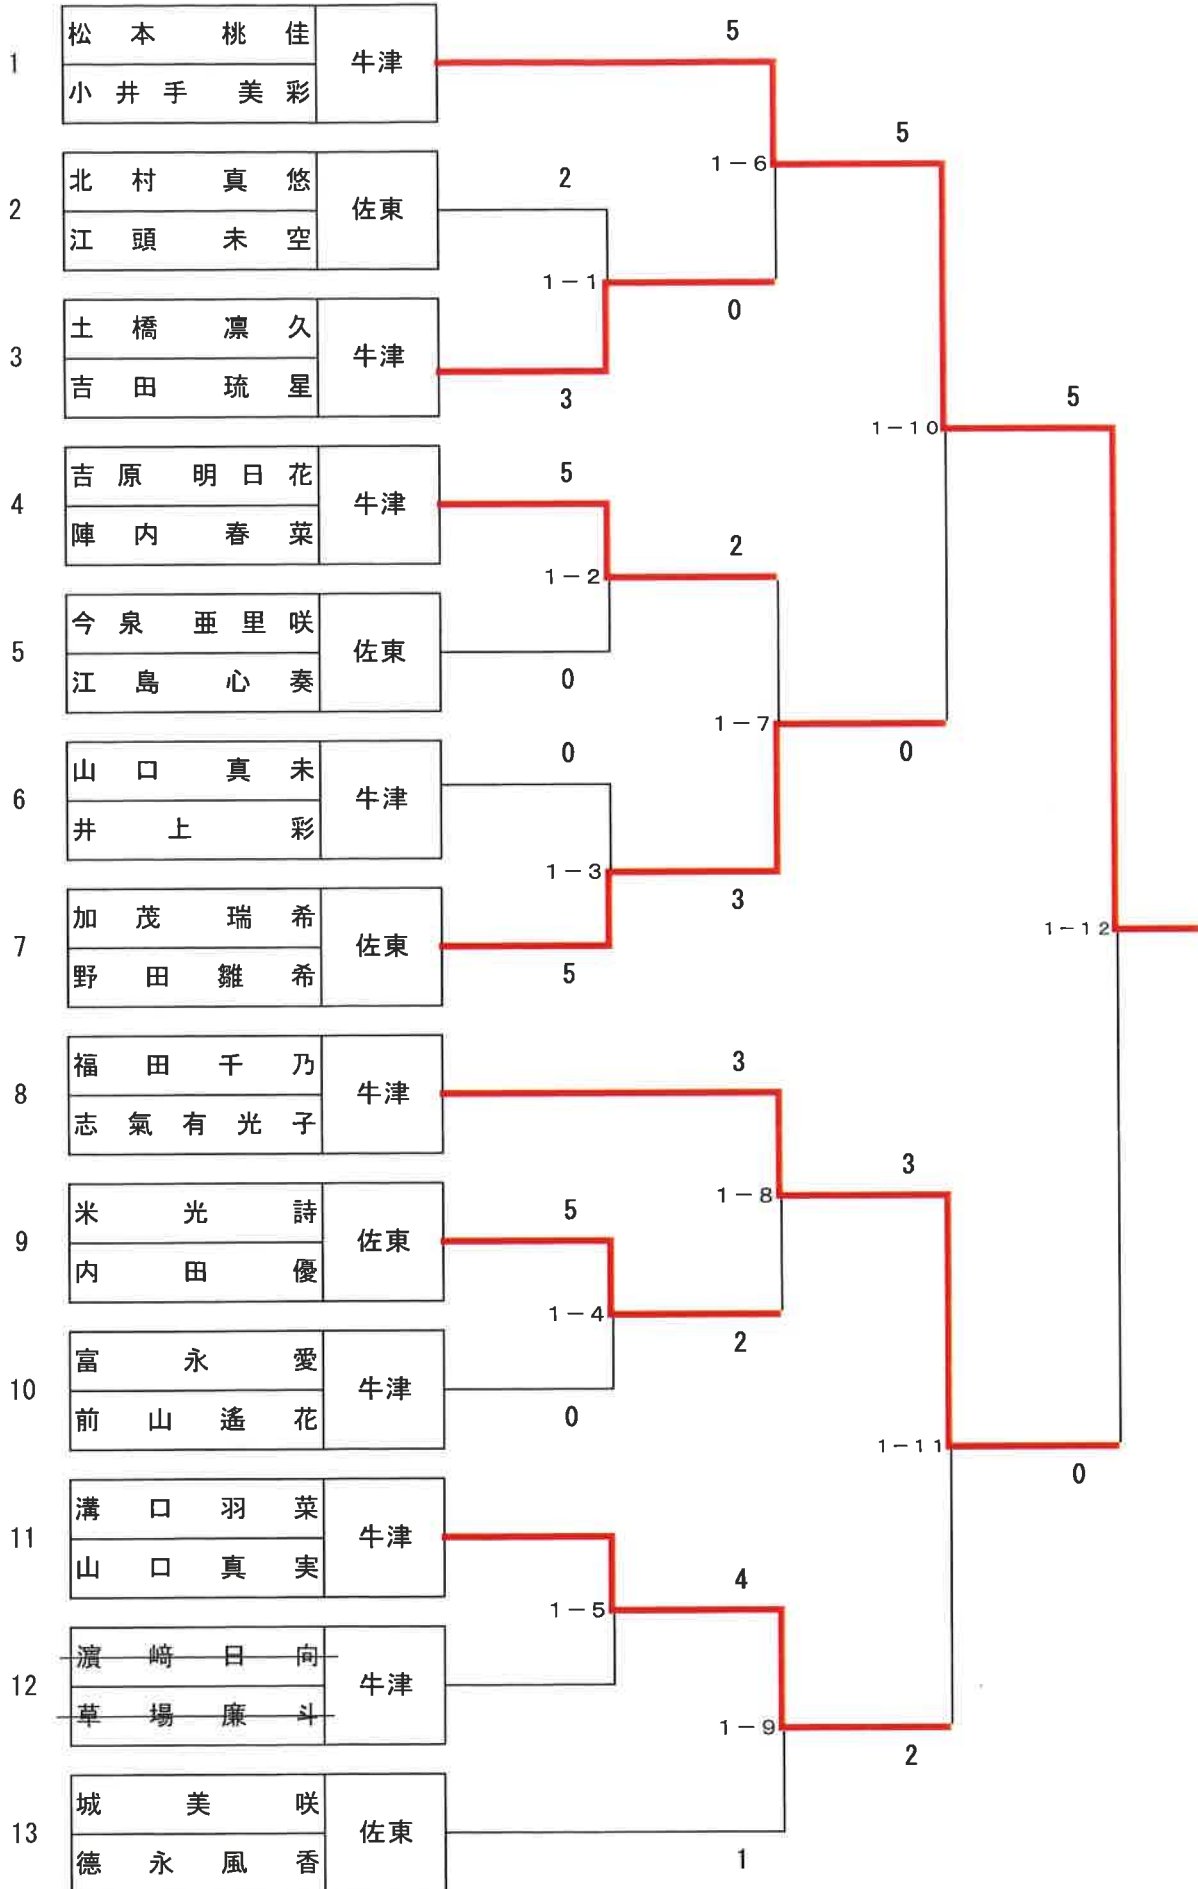 松本 桃佳
1 牛津
小井手 美彩
5
5
1－6
北村 真悠
2 佐東
江頭 未空
2
1－1
0
土橋 凛久
3 牛津
吉田 琉星
3
5
1－10
吉原 明日花
4 牛津
陣内 春菜
5
2
1－2
今泉 亜里咲
5 佐東
江島 心奏
0
1－7
0
山口 真未
6 牛津
井上 彩
0
1－3
3
加茂 瑞希
7 佐東
野田 雛希
5
1－12
福田千乃
8 牛津
志氣有光子
3
3
1－8
米光詩
9 佐東
内田優
5
1－4
2
富永愛
10 牛津
前山遙花
0
1－11
0
溝口羽菜
11 牛津
山口真実
4
1－5
濵﨑日向
12 牛津
草場廉斗
1－9
2
城美咲
13 佐東
德永風香
1